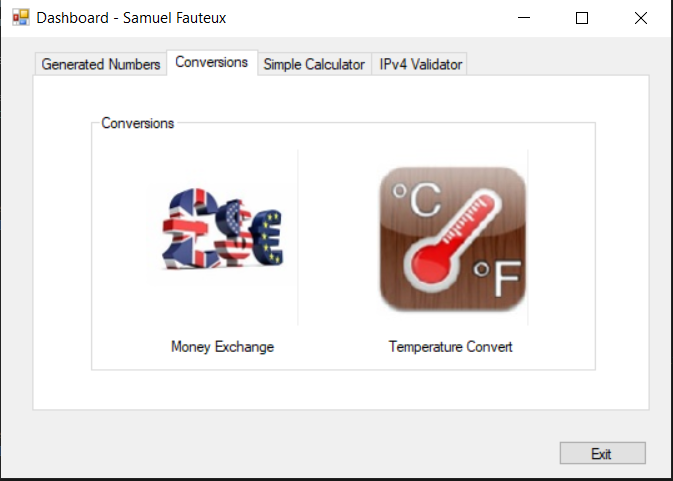 Dashboard - Samuel Fauteux
Generated Numbers Conversions Simple Calculator IPv4 Validator
Conversions
£$€
°C
°F
Money Exchange Temperature Convert
Exit